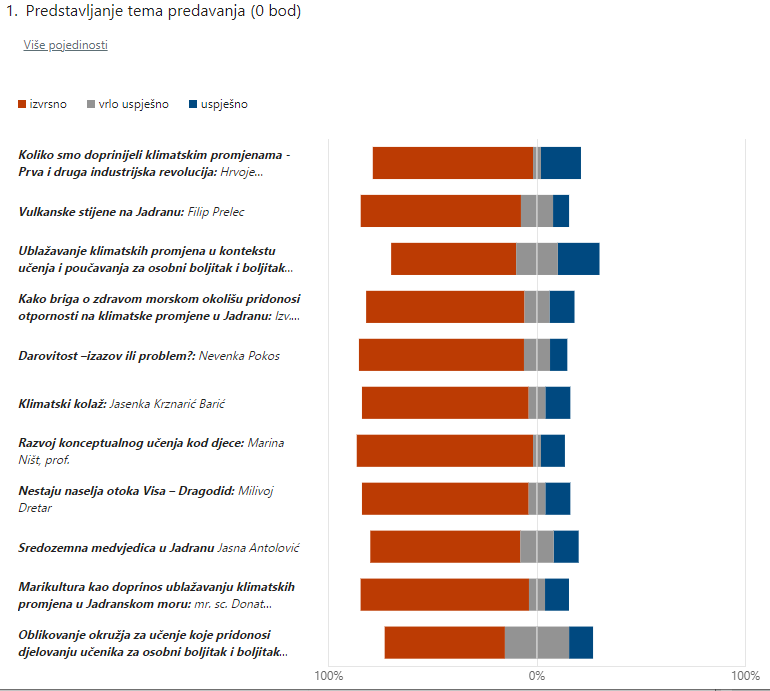 1. Predstavljanje tema predavanja (0 bod)
Više pojedinosti
izvrsno vrlo uspješno uspješno
Koliko smo doprinijeli klimatskim promjenama -
Prva i druga industrijska revolucija: Hrvoje...
Vulkanske stijene na Jadranu: Filip Prelec
Ublažavanje klimatskih promjena u kontekstu
učenja i poučavanja za osobni boljitak i boljitak...
Kako briga o zdravom morskom okolišu pridonosi
otpornosti na klimatske promjene u Jadranu: Izv....
Darovitost –izazov ili problem?: Nevenka Pokos
Klimatski kolaž: Jasenka Krznarić Barić
Razvoj konceptualnog učenja kod djece: Marina
Ništ, prof.
Nestaju naselja otoka Visa – Dragodid: Milivoj
Dretar
Sredozemna medvjedica u Jadranu Jasna Antolović
Marikultura kao doprinos ublažavanju klimatskih
promjena u Jadranskom moru: mr. sc. Donat...
Oblikovanje okružja za učenje koje pridonosi
djelovanju učenika za osobni boljitak i boljitak...
100% 0% 100%